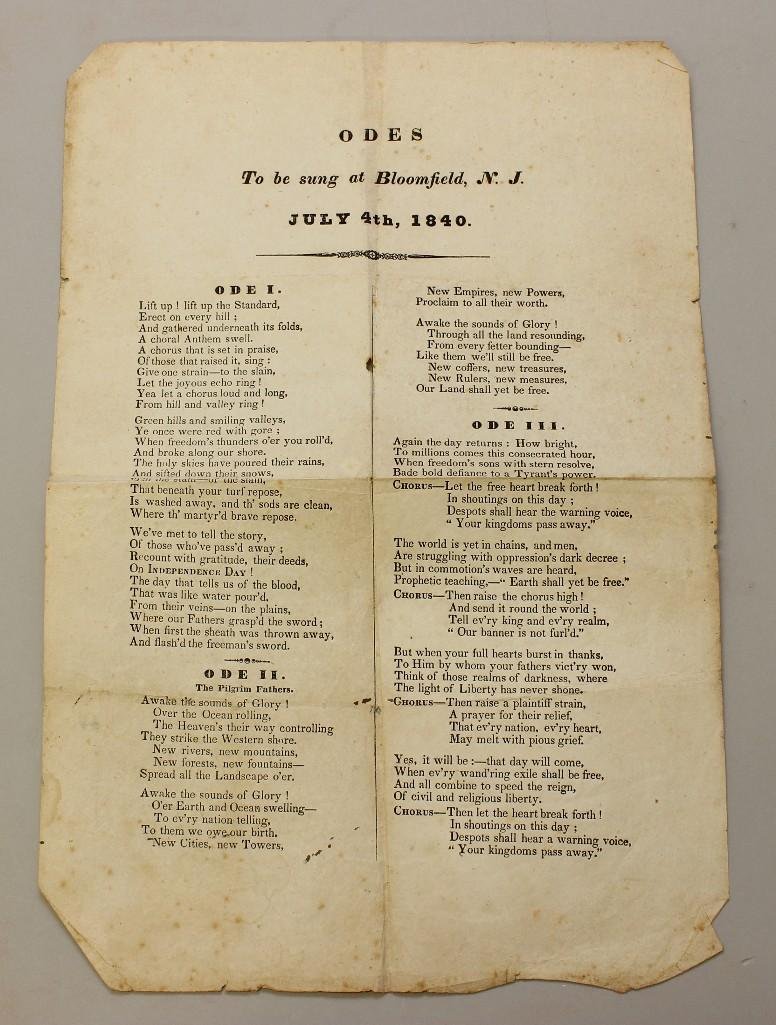 ODES
To be sung at Bloomfield, N. J.
JULY 4th, 1840.
ODE I.
Lift up ! lift up the Standard,
Erect on every hill ;
And gathered underneath its folds,
A choral Anthem swell.
A chorus that is set in praise,
Of those that raised it, sing :
Give one strain—to the slain,
Let the joyous echo ring !
Yea let a chorus loud and long,
From hill and valley ring !
Green hills and smiling valleys,
Ye once were red with gore ;
When freedom's thunders o'er you roll'd,
And broke along our shore.
The holy skies have poured their rains,
And sifted down their snows,
the stain—of the slain,
That beneath your turf repose,
Is washed away, and th' sods are clean,
Where th' martyr'd brave repose.
We've met to tell the story,
Of those who've pass'd away ;
Recount with gratitude, their deeds,
On INDEPENDENCE DAY !
The day that tells us of the blood,
That was like water pour'd,
From their veins—on the plains,
Where our Fathers grasp'd the sword ;
When first the sheath was thrown away,
And flash'd the freeman's sword.
ODE II.
The Pilgrim Fathers.
Awake the sounds of Glory !
Over the Ocean rolling,
The Heaven's their way controlling
They strike the Western shore.
New rivers, new mountains,
New forests, new fountains—
Spread all the Landscape o'er.
Awake the sounds of Glory !
O'er Earth and Ocean swelling—
To ev'ry nation telling,
To them we owe our birth.
New Cities, new Towers,
New Empires, new Powers,
Proclaim to all their worth.
Awake the sounds of Glory !
Through all the land resounding,
From every fetter bounding—
Like them we'll still be free.
New coffers, new treasures,
New Rulers, new measures,
Our Land shall yet be free.
ODE III.
Again the day returns : How bright,
To millions comes this consecrated hour,
When freedom's sons with stern resolve,
Bade bold defiance to a Tyrant's power.
CHORUS—Let the free heart break forth !
In shoutings on this day ;
Despots shall hear the warning voice,
" Your kingdoms pass away."
The world is yet in chains, and men,
Are struggling with oppression's dark decree ;
But in commotion's waves are heard,
Prophetic teaching,—" Earth shall yet be free."
CHORUS—Then raise the chorus high !
And send it round the world ;
Tell ev'ry king and ev'ry realm,
" Our banner is not furl'd."
But when your full hearts burst in thanks,
To Him by whom your fathers vict'ry won,
Think of those realms of darkness, where
The light of Liberty has never shone.
CHORUS—Then raise a plaintiff strain,
A prayer for their relief,
That ev'ry nation, ev'ry heart,
May melt with pious grief.
Yes, it will be :—that day will come,
When ev'ry wand'ring exile shall be free,
And all combine to speed the reign,
Of civil and religious liberty.
CHORUS—Then let the heart break forth !
In shoutings on this day ;
Despots shall hear a warning voice,
" Your kingdoms pass away."